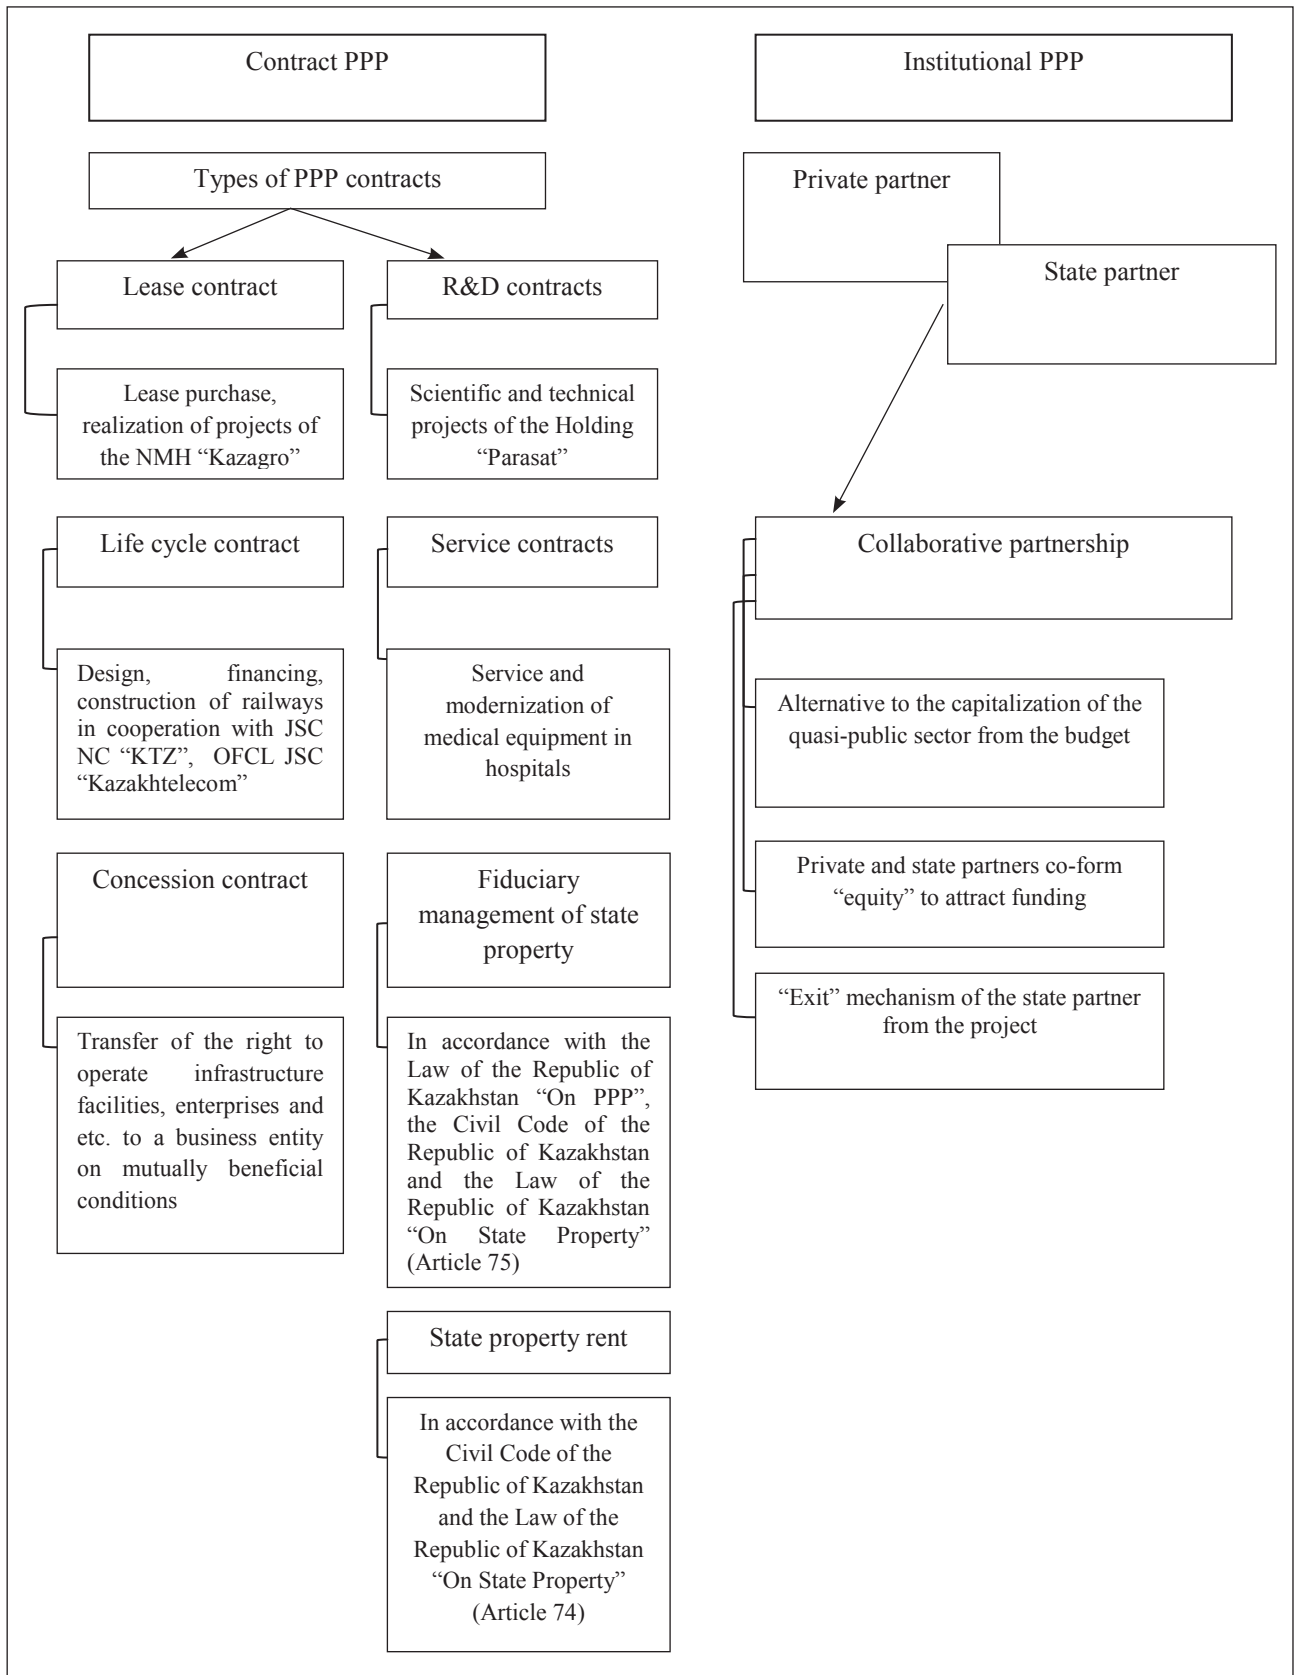 Contract PPP
Types of PPP contracts
Lease contract
Lease purchase,
realization of projects of
the NMH “Kazagro”
Life cycle contract
Design, financing,
construction of railways
in cooperation with JSC
NC “KTZ”, OFCL JSC
“Kazakhtelecom”
Concession contract
Transfer of the right to
operate infrastructure
facilities, enterprises and
etc. to a business entity
on mutually beneficial
conditions
R&D contracts
Scientific and technical
projects of the Holding
“Parasat”
Service contracts
Service and
modernization of
medical equipment in
hospitals
Fiduciary
management of state
property
In accordance with the
Law of the Republic of
Kazakhstan “On PPP”,
the Civil Code of the
Republic of Kazakhstan
and the Law of the
Republic of Kazakhstan
“On State Property”
(Article 75)
State property rent
In accordance with the
Civil Code of the
Republic of Kazakhstan
and the Law of the
Republic of Kazakhstan
“On State Property”
(Article 74)
Institutional PPP
Private partner
State partner
Collaborative partnership
Alternative to the capitalization of the
quasi-public sector from the budget
Private and state partners co-form
“equity” to attract funding
“Exit” mechanism of the state partner
from the project